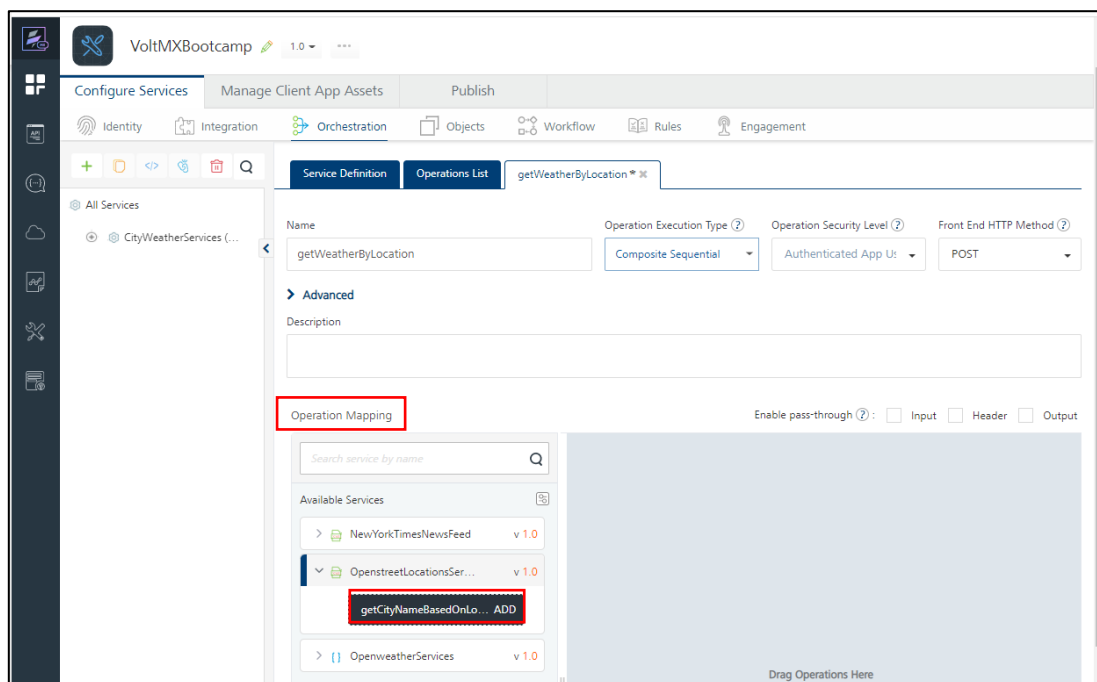 VoltMXBootcamp 1.0
Configure Services Manage Client App Assets Publish
Identity Integration Orchestration Objects Workflow Rules Engagement
API
Service Definition Operations List getWeatherByLocation *
All Services
CityWeatherServices (...
Name Operation Execution Type ? Operation Security Level ? Front End HTTP Method ?
getWeatherByLocation Composite Sequential Authenticated App Us POST
Advanced
Description
Operation Mapping Enable pass-through ? : Input Header Output
Search service by name
Available Services
NewYorkTimesNewsFeed v 1.0
OpenstreetLocationsSer... v 1.0
getCityNameBasedOnLo... ADD
OpenweatherServices v 1.0
Drag Operations Here